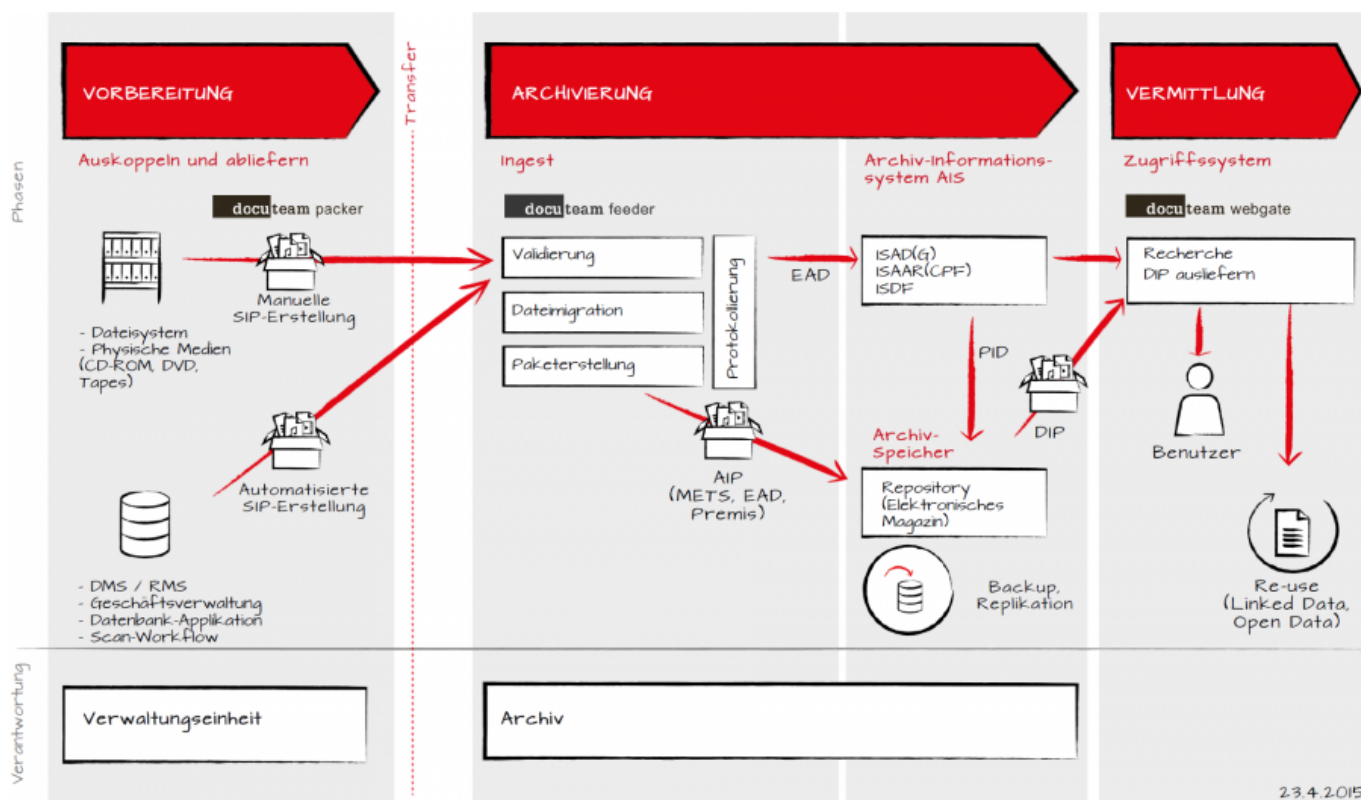 VORBEREITUNG
Transfer
ARCHIVIERUNG
VERMITTLUNG
Phasen
Auskoppeln und abliefern
Ingest
Archiv-Informations-
system AIS
Zugriffssystem
docuteam packer
docuteam feeder
docuteam webgate
Manuelle
SIP-Erstellung
- Dateisystem
- Physische Medien
(CD-ROM, DVD,
Tapes)
Automatisierte
SIP-Erstellung
- DMS / RMS
- Geschäftsverwaltung
- Datenbank-Applikation
- Scan-Workflow
Validierung
Dateimigration
Paketerstellung
Protokollierung
EAD
AIP
(METS, EAD,
Premis)
ISAD(G)
ISAAR(CPF)
ISDF
PID
DIP
Archiv-
Speicher
Repository
(Elektronisches
Magazin)
Backup,
Replikation
Recherche
DIP ausliefern
Benutzer
Re-use
(Linked Data,
Open Data)
Verantwortung
Verwaltungseinheit
Archiv
23.4.2015